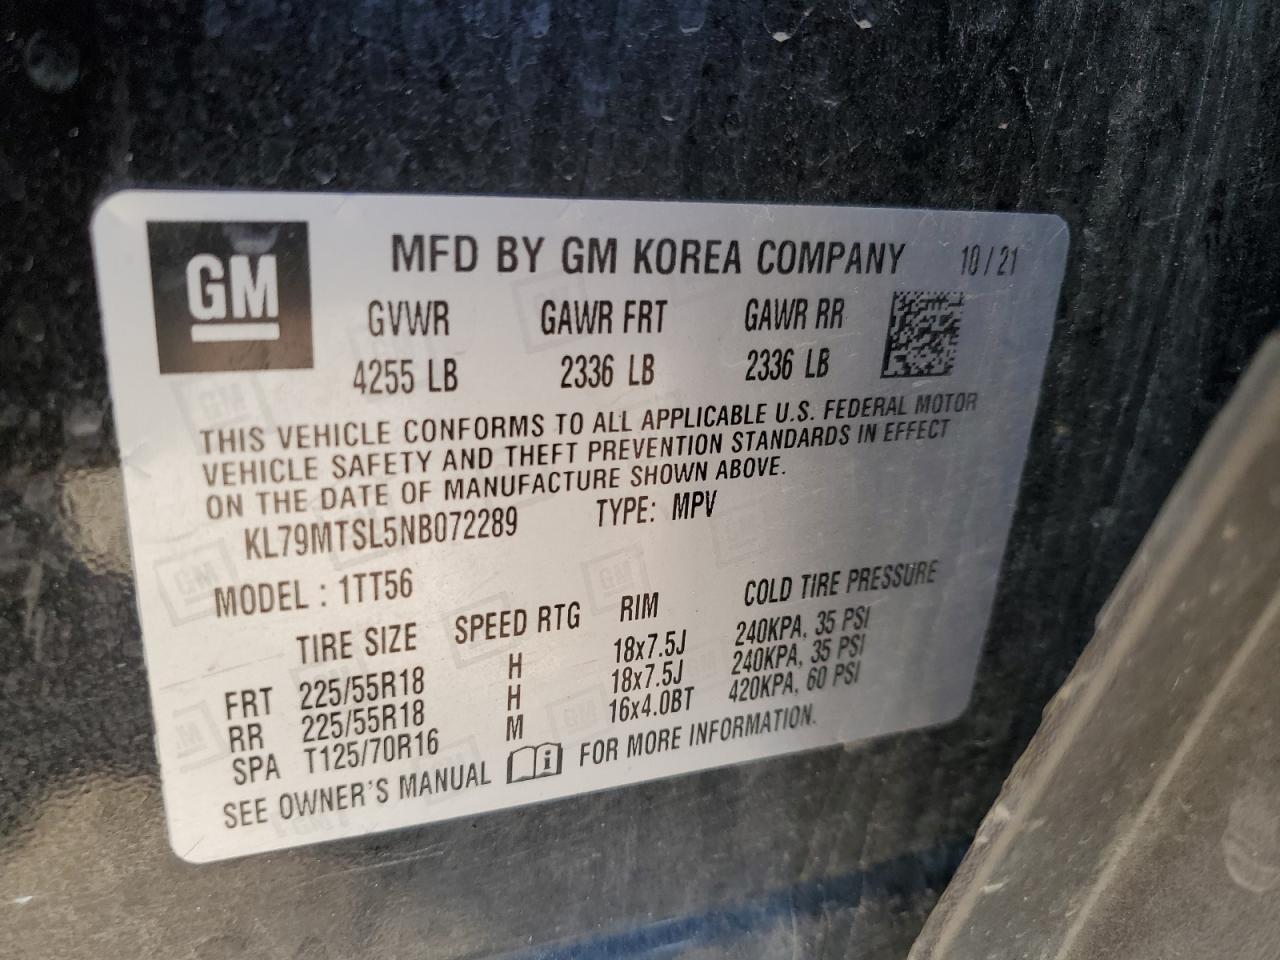 GM
MFD BY GM KOREA COMPANY 10/21
GVWR GAWR FRT GAWR RR
4255 LB 2336 LB 2336 LB
THIS VEHICLE CONFORMS TO ALL APPLICABLE U.S. FEDERAL MOTOR
VEHICLE SAFETY AND THEFT PREVENTION STANDARDS IN EFFECT
ON THE DATE OF MANUFACTURE SHOWN ABOVE.
KL79MTSL5NB072289 TYPE: MPV
MODEL : 1TT56
TIRE SIZE SPEED RTG RIM COLD TIRE PRESSURE
FRT 225/55R18 H 18x7.5J 240KPA, 35 PSI
RR 225/55R18 H 18x7.5J 240KPA, 35 PSI
SPA T125/70R16 M 16x4.0BT 420KPA, 60 PSI
SEE OWNER'S MANUAL i FOR MORE INFORMATION.